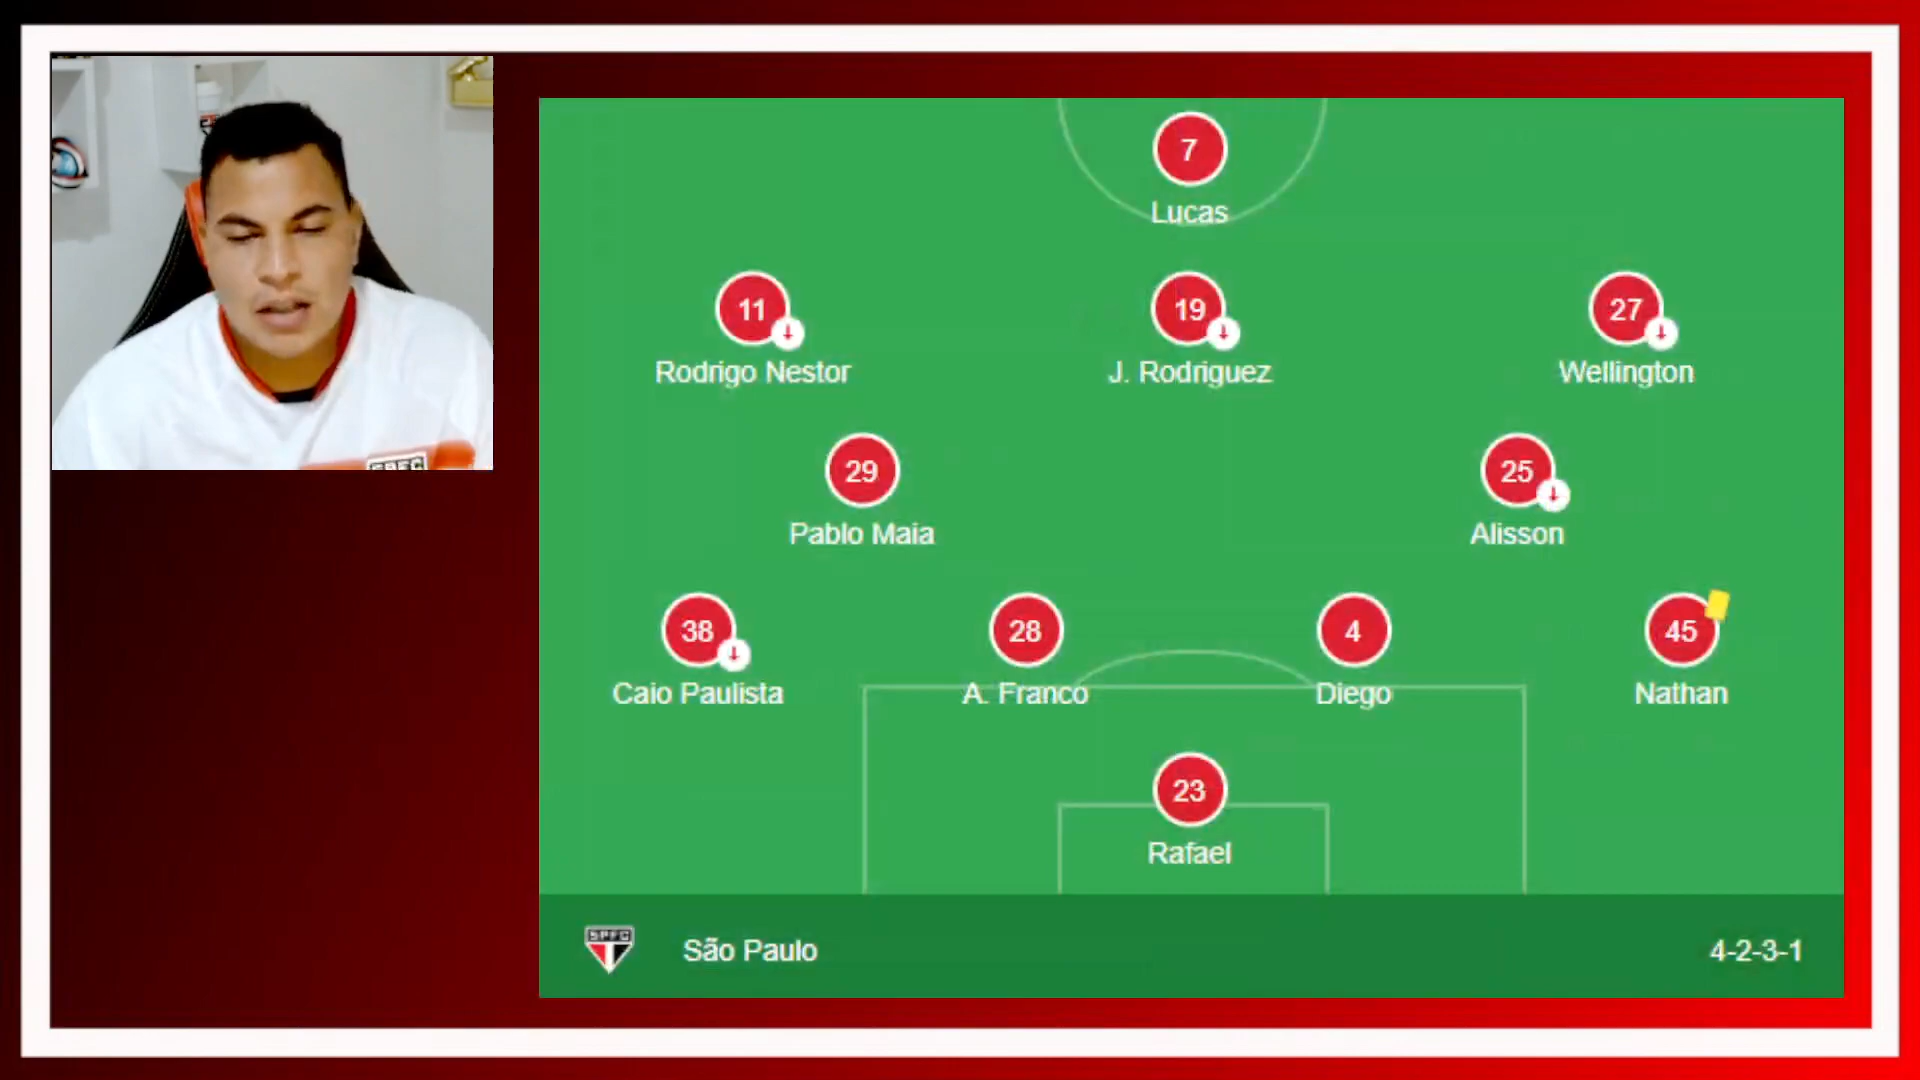 7
Lucas
11
19
27
Rodrigo Nestor
J. Rodriguez
Wellington
29
25
Pablo Maia
Alisson
38
28
4
45
Caio Paulista
A. Franco
Diego
Nathan
23
Rafael
SPFC
São Paulo
4-2-3-1
SPFC